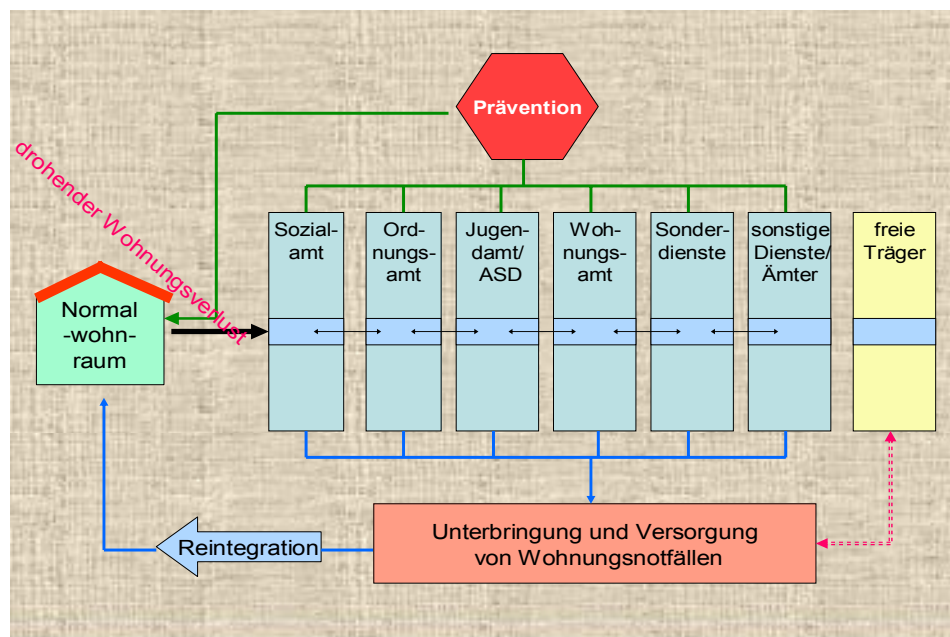 Prävention
drohender Wohnungsverlust
Sozial-
amt
Ord-
nungs-
amt
Jugen-
damt/
ASD
Woh-
nungs-
amt
Sonder-
dienste
sonstige
Dienste/
Ämter
freie
Träger
Normal
-wohn-
raum
Unterbringung und Versorgung
von Wohnungsnotfällen
Reintegration